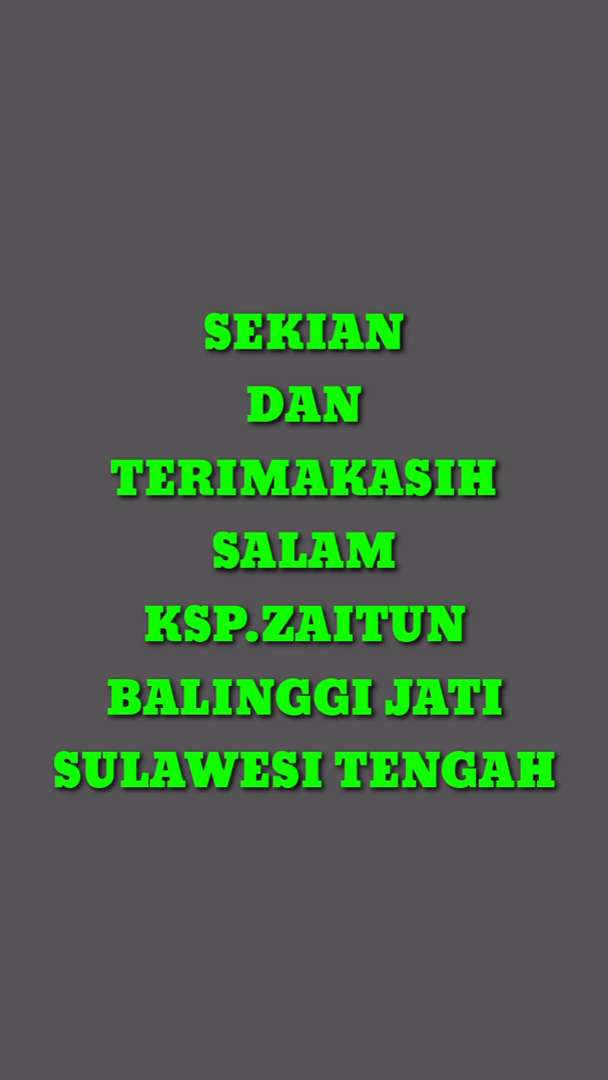 SEKIAN
DAN
TERIMAKASIH
SALAM
KSP.ZAITUN
BALINGGI JATI
SULAWESI TENGAH